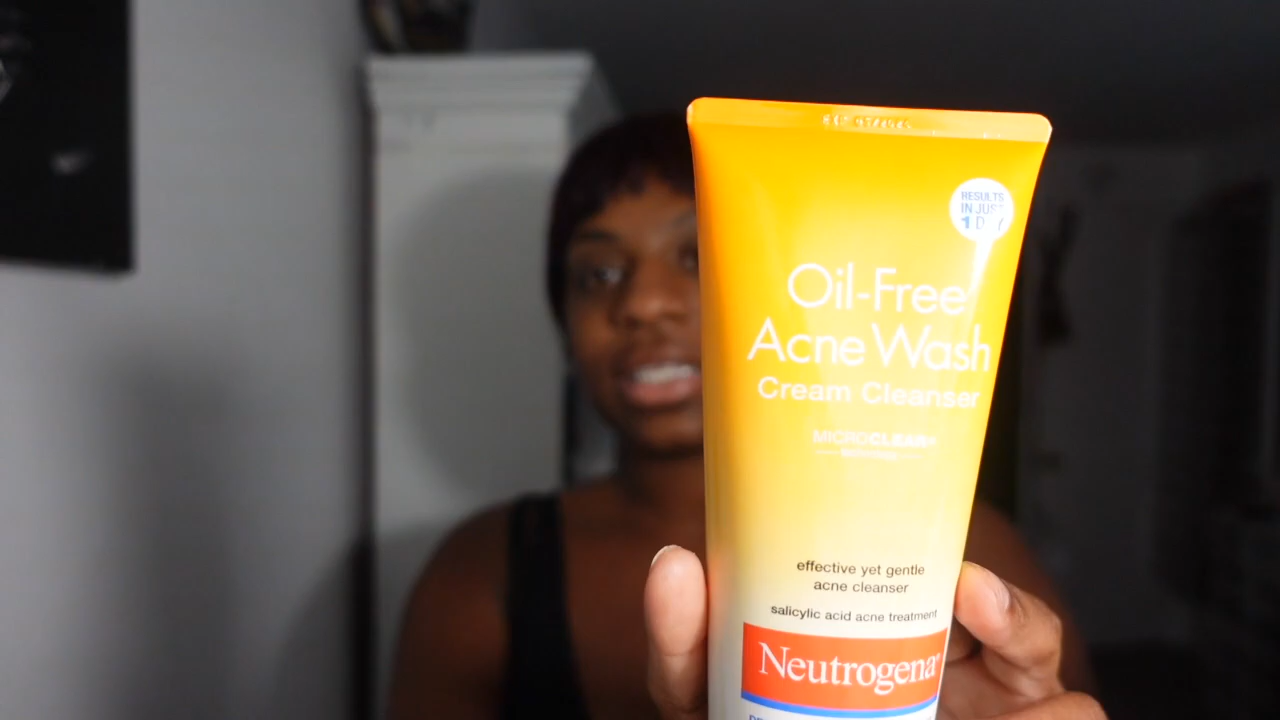 RESULTS
IN JUST
1 DAY
Oil-Free
Acne Wash
Cream Cleanser
MICROCLEAR®
effective yet gentle
acne cleanser
salicylic acid acne treatment
Neutrogena®